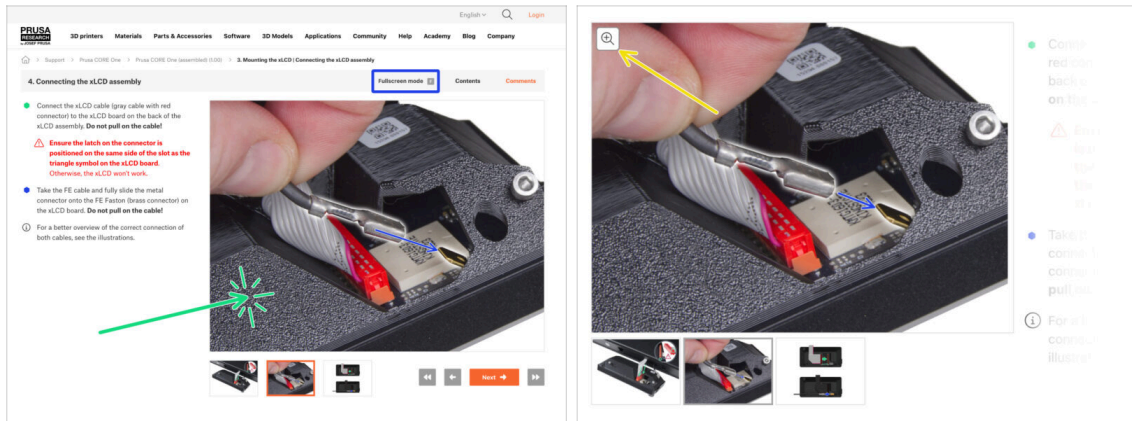 English
Login
PRUSA
RESEARCH
by JOSEF PRUSA
3D printers Materials Parts & Accessories Software 3D Models Applications Community Help Academy Blog Company
> Support > Prusa CORE One > Prusa CORE One (assembled) (1.00) > 3. Mounting the xLCD | Connecting the xLCD assembly
4. Connecting the xLCD assembly
Fullscreen mode
Contents
Comments
Connect the xLCD cable (gray cable with red
connector) to the xLCD board on the back of the
xLCD assembly. Do not pull on the cable!
Ensure the latch on the connector is
positioned on the same side of the slot as the
triangle symbol on the xLCD board.
Otherwise, the xLCD won't work.
Take the FE cable and fully slide the metal
connector onto the FE Faston (brass connector) on
the xLCD board. Do not pull on the cable!
For a better overview of the correct connection of
both cables, see the illustrations.
Next